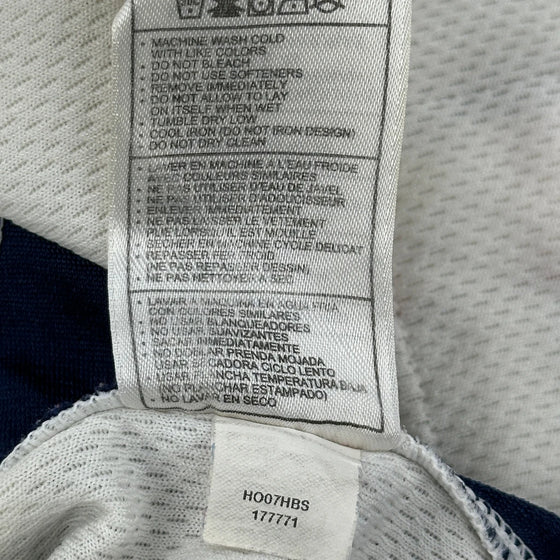 • MACHINE WASH COLD
WITH LIKE COLORS
• DO NOT BLEACH
• DO NOT USE SOFTENERS
REMOVE IMMEDIATELY
• DO NOT ALLOW TO LAY
ON ITSELF WHEN WET
• TUMBLE DRY LOW
• COOL IRON (DO NOT IRON DESIGN)
• DO NOT DRY CLEAN
• LAVER EN MACHINE A L'EAU FROIDE
AVEC COULEURS SIMILAIRES
• NE PAS UTILISER D'EAU DE JAVEL
• NE PAS UTILISER D'ADOUCISSEUR
ENLEVER IMMEDIATEMENT
• NE PAS LAISSER LE VETEMENT
PLIE LORSQU'IL EST MOUILLE
• SECHER EN MACHINE CYCLE DELICAT
• REPASSER FER FROID
(NE PAS REPASSER DESSIN)
• NE PAS NETTOYER A SEC
• LAVAR A MAQUINA EN AGUA FRIA
CON COLORES SIMILARES
• NO USAR BLANQUEADORES
• NO USAR SUAVIZANTES
SACAR INMEDIATAMENTE
• NO DOBLAR PRENDA MOJADA
USAR SECADORA CICLO LENTO
USAR PLANCHA TEMPERATURA BAJA
(NO PLANCHAR ESTAMPADO)
• NO LAVAR EN SECO
HO07HBS
177771